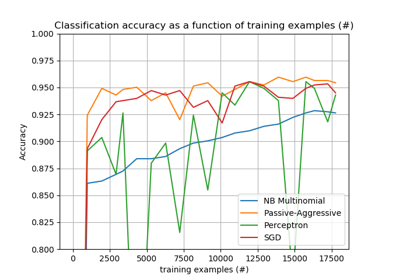 Classification accuracy as a function of training examples (#)
1.000
0.975
0.950
0.925
0.900
0.875
0.850
0.825
0.800
Accuracy
NB Multinomial
Passive-Aggressive
Perceptron
SGD
0 2500 5000 7500 10000 12500 15000 17500
training examples (#)